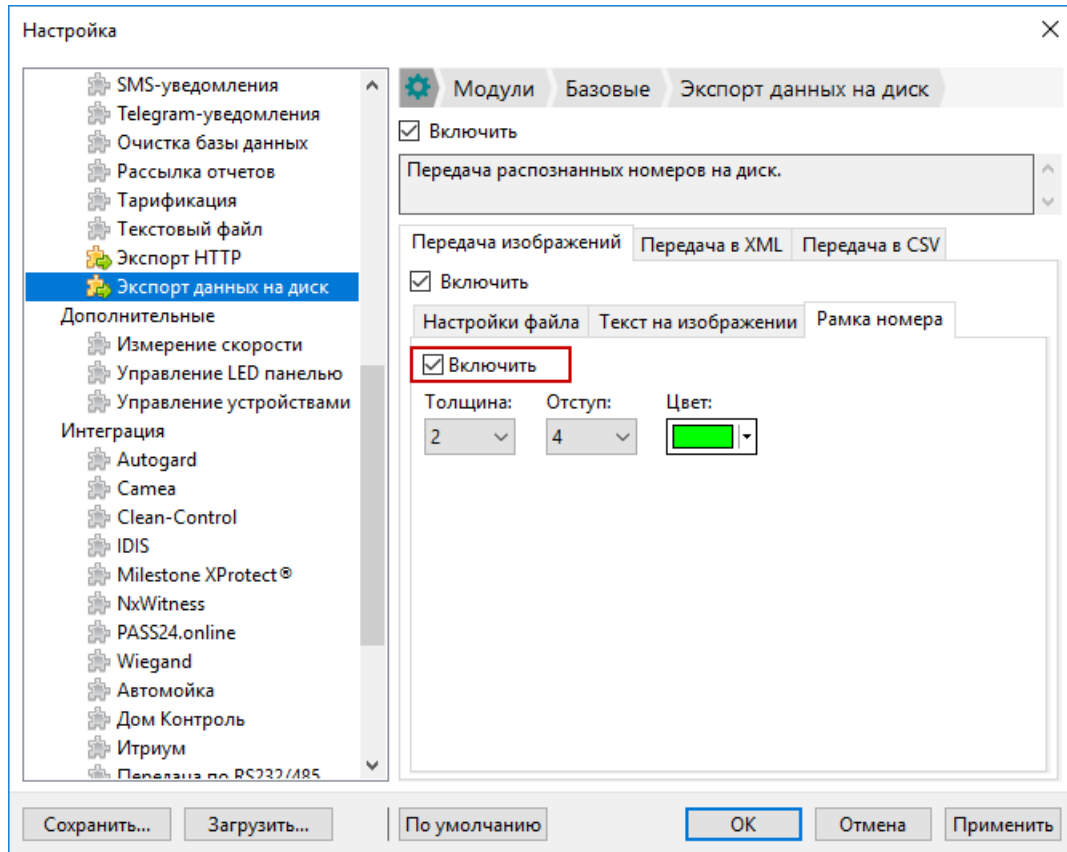 Настройка
SMS-уведомления
Telegram-уведомления
Очистка базы данных
Рассылка отчетов
Тарификация
Текстовый файл
Экспорт HTTP
Экспорт данных на диск
Дополнительные
Измерение скорости
Управление LED панелью
Управление устройствами
Интеграция
Autogard
Camea
Clean-Control
IDIS
Milestone XProtect®
NxWitness
PASS24.online
Wiegand
Автомойка
Дом Контроль
Итриум
Передача по RS232/485
Модули Базовые Экспорт данных на диск
Включить
Передача распознанных номеров на диск.
Передача изображений Передача в XML Передача в CSV
Включить
Настройки файла Текст на изображении Рамка номера
Включить
Толщина: Отступ: Цвет:
2 4
Сохранить... Загрузить... По умолчанию OK Отмена Применить